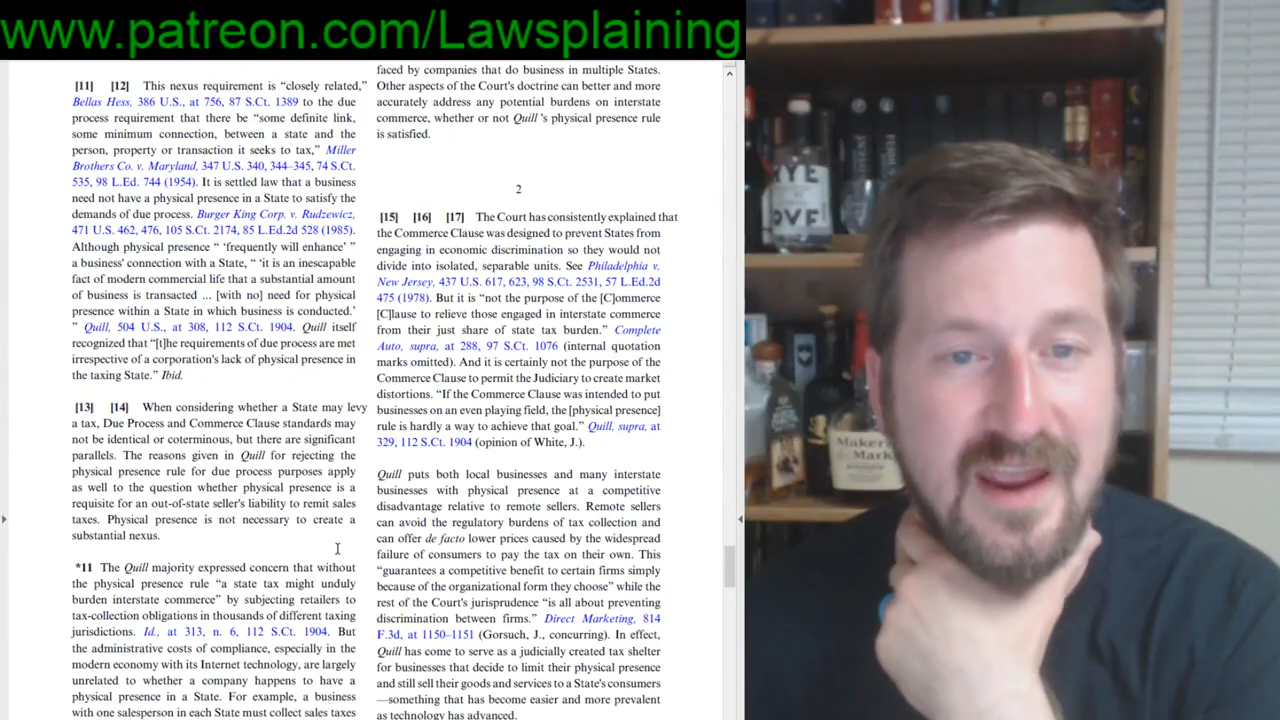 www.patreon.com/Lawsplaining
[11] [12] This nexus requirement is “closely related,”
Bellas Hess, 386 U.S., at 756, 87 S.Ct. 1389 to the due
process requirement that there be “some definite link,
some minimum connection, between a state and the
person, property or transaction it seeks to tax,” Miller
Brothers Co. v. Maryland, 347 U.S. 340, 344–345, 74 S.Ct.
535, 98 L.Ed. 744 (1954). It is settled law that a business
need not have a physical presence in a State to satisfy the
demands of due process. Burger King Corp. v. Rudzewicz,
471 U.S. 462, 476, 105 S.Ct. 2174, 85 L.Ed.2d 528 (1985).
Although physical presence “ ‘frequently will enhance’ ”
a business' connection with a State, “ ‘it is an inescapable
fact of modern commercial life that a substantial amount
of business is transacted ... [with no] need for physical
presence within a State in which business is conducted.’
” Quill, 504 U.S., at 308, 112 S.Ct. 1904. Quill itself
recognized that “[t]he requirements of due process are met
irrespective of a corporation's lack of physical presence in
the taxing State.” Ibid.
[13] [14] When considering whether a State may levy
a tax, Due Process and Commerce Clause standards may
not be identical or coterminous, but there are significant
parallels. The reasons given in Quill for rejecting the
physical presence rule for due process purposes apply
as well to the question whether physical presence is a
requisite for an out-of-state seller's liability to remit sales
taxes. Physical presence is not necessary to create a
substantial nexus.
*11 The Quill majority expressed concern that without
the physical presence rule “a state tax might unduly
burden interstate commerce” by subjecting retailers to
tax-collection obligations in thousands of different taxing
jurisdictions. Id., at 313, n. 6, 112 S.Ct. 1904. But
the administrative costs of compliance, especially in the
modern economy with its Internet technology, are largely
unrelated to whether a company happens to have a
physical presence in a State. For example, a business
with one salesperson in each State must collect sales taxes
faced by companies that do business in multiple States.
Other aspects of the Court's doctrine can better and more
accurately address any potential burdens on interstate
commerce, whether or not Quill 's physical presence rule
is satisfied.
2
[15] [16] [17] The Court has consistently explained that
the Commerce Clause was designed to prevent States from
engaging in economic discrimination so they would not
divide into isolated, separable units. See Philadelphia v.
New Jersey, 437 U.S. 617, 623, 98 S.Ct. 2531, 57 L.Ed.2d
475 (1978). But it is “not the purpose of the [C]ommerce
[C]lause to relieve those engaged in interstate commerce
from their just share of state tax burden.” Complete
Auto, supra, at 288, 97 S.Ct. 1076 (internal quotation
marks omitted). And it is certainly not the purpose of the
Commerce Clause to permit the Judiciary to create market
distortions. “If the Commerce Clause was intended to put
businesses on an even playing field, the [physical presence]
rule is hardly a way to achieve that goal.” Quill, supra, at
329, 112 S.Ct. 1904 (opinion of White, J.).
Quill puts both local businesses and many interstate
businesses with physical presence at a competitive
disadvantage relative to remote sellers. Remote sellers
can avoid the regulatory burdens of tax collection and
can offer de facto lower prices caused by the widespread
failure of consumers to pay the tax on their own. This
“guarantees a competitive benefit to certain firms simply
because of the organizational form they choose” while the
rest of the Court's jurisprudence “is all about preventing
discrimination between firms.” Direct Marketing, 814
F.3d, at 1150–1151 (Gorsuch, J., concurring). In effect,
Quill has come to serve as a judicially created tax shelter
for businesses that decide to limit their physical presence
and still sell their goods and services to a State's consumers
—something that has become easier and more prevalent
as technology has advanced.
RYE
Maker's
Mark